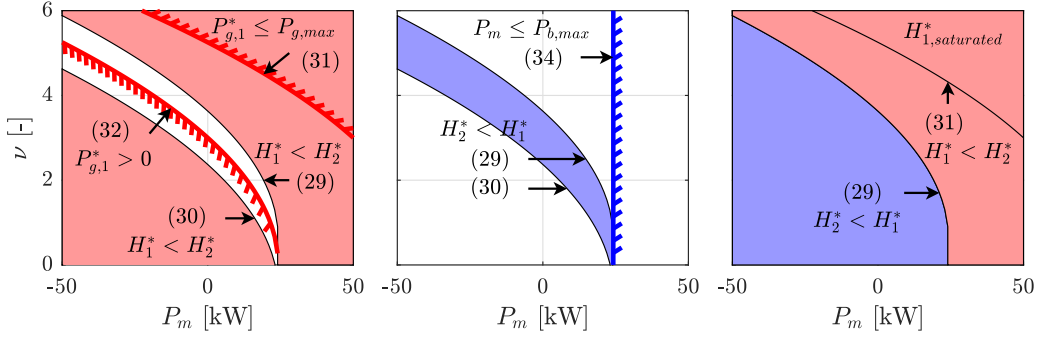 6
4
2
0
ν [-]
P*g,1 ≤ Pg,max
(31)
(32)
P*g,1 > 0
H*1 < H*2
(29)
(30)
H*1 < H*2
-50
0
50
Pm [kW]
Pm ≤ Pb,max
(34)
H*2 < H*1
(29)
(30)
-50
0
50
Pm [kW]
H*1,saturated
(31)
H*1 < H*2
(29)
H*2 < H*1
-50
0
50
Pm [kW]